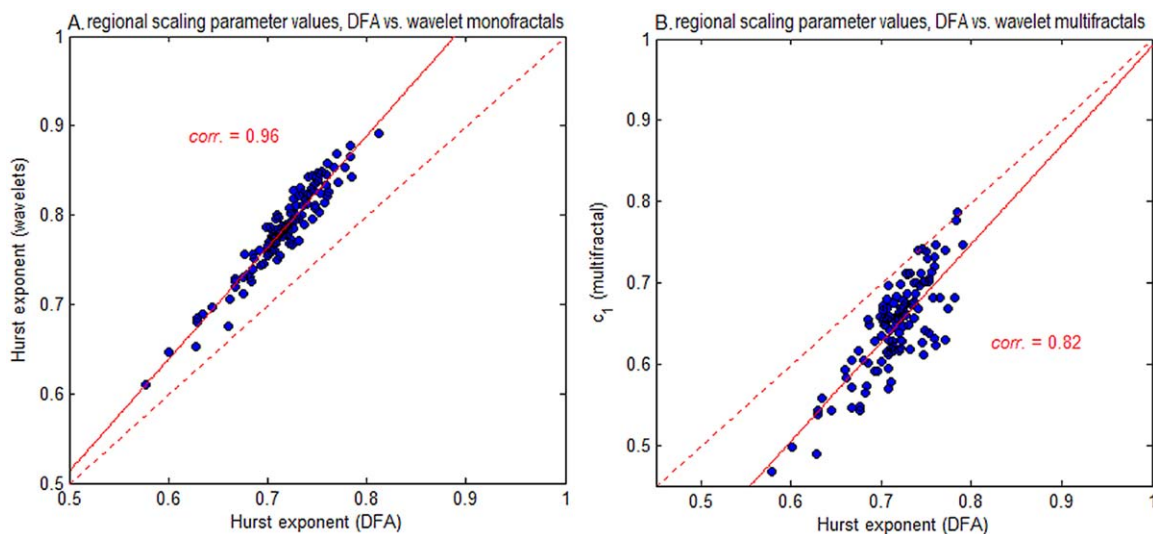 A. regional scaling parameter values, DFA vs. wavelet monofractals
1
0.9
0.8
0.7
0.6
0.5
Hurst exponent (wavelets)
corr. = 0.96
0.5 0.6 0.7 0.8 0.9 1
Hurst exponent (DFA)
B. regional scaling parameter values, DFA vs. wavelet multifractals
1
0.9
0.8
0.7
0.6
0.5
c1 (multifractal)
corr. = 0.82
0.5 0.6 0.7 0.8 0.9 1
Hurst exponent (DFA)